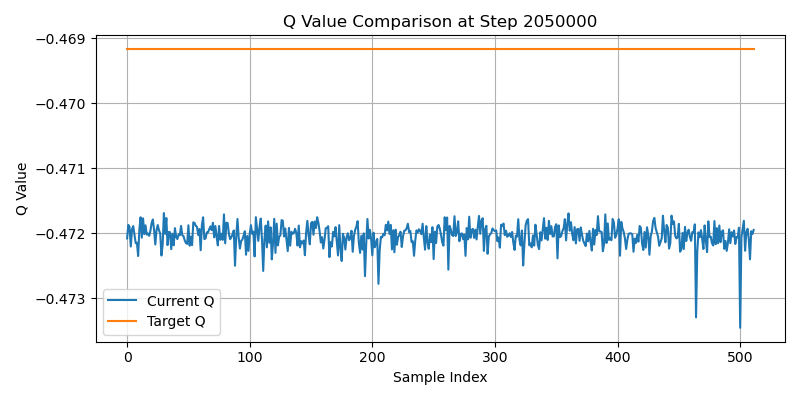 Q Value Comparison at Step 2050000
−0.469
−0.470
−0.471
−0.472
−0.473
Q Value
Current Q
Target Q
0
100
200
300
400
500
Sample Index